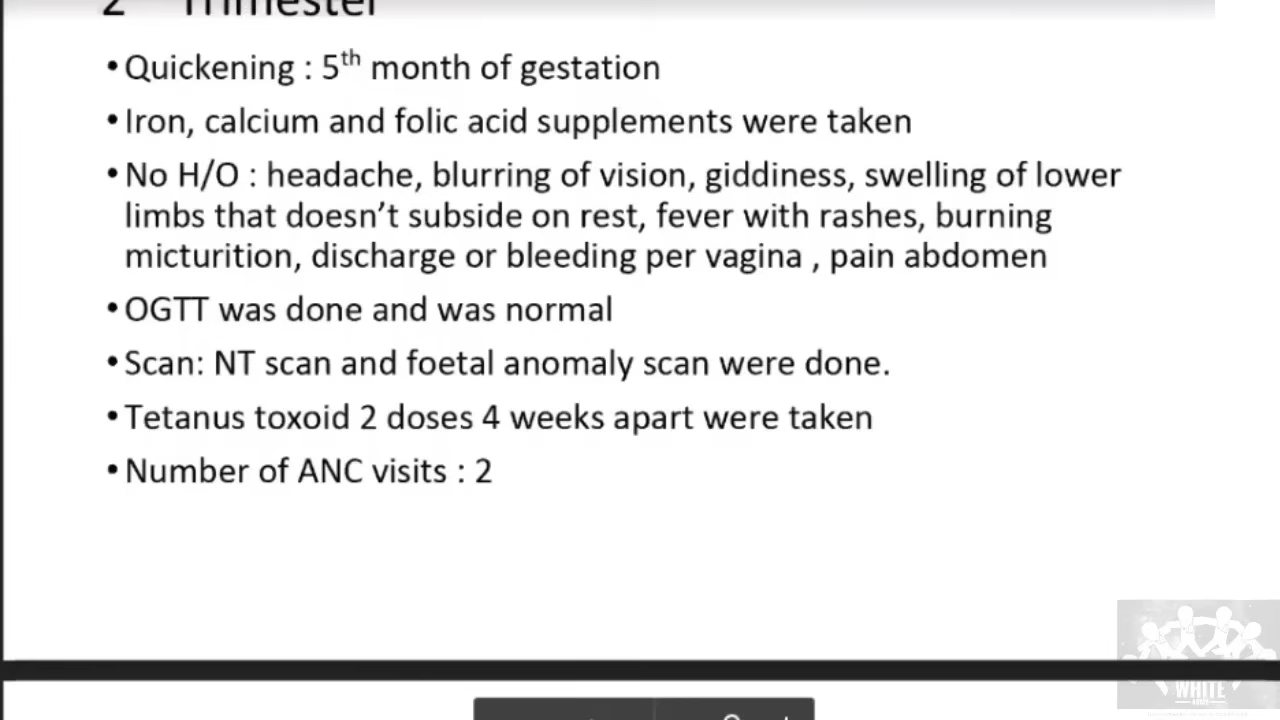 2 Trimester
•Quickening : 5th month of gestation
•Iron, calcium and folic acid supplements were taken
•No H/O : headache, blurring of vision, giddiness, swelling of lower
limbs that doesn't subside on rest, fever with rashes, burning
micturition, discharge or bleeding per vagina , pain abdomen
•OGTT was done and was normal
•Scan: NT scan and foetal anomaly scan were done.
•Tetanus toxoid 2 doses 4 weeks apart were taken
•Number of ANC visits : 2
WHITE